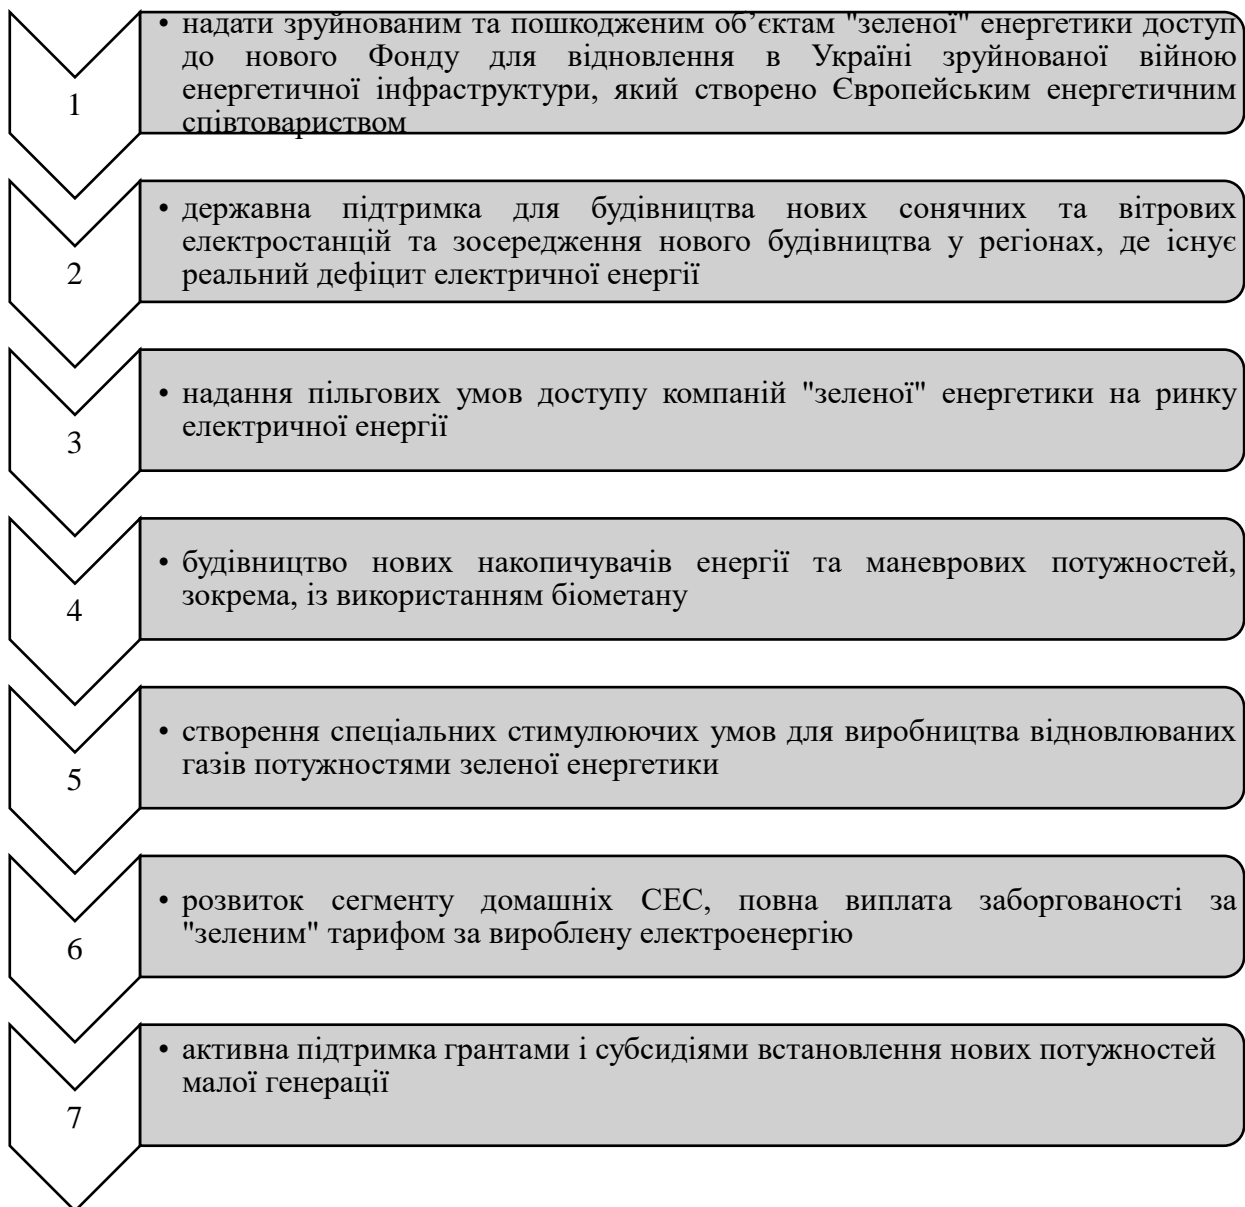 1
• надати зруйнованим та пошкодженим об’єктам "зеленої" енергетики доступ
до нового Фонду для відновлення в Україні зруйнованої війною
енергетичної інфраструктури, який створено Європейським енергетичним
співтовариством
2
• державна підтримка для будівництва нових сонячних та вітрових
електростанцій та зосередження нового будівництва у регіонах, де існує
реальний дефіцит електричної енергії
3
• надання пільгових умов доступу компаній "зеленої" енергетики на ринку
електричної енергії
4
• будівництво нових накопичувачів енергії та маневрових потужностей,
зокрема, із використанням біометану
5
• створення спеціальних стимулюючих умов для виробництва відновлюваних
газів потужностями зеленої енергетики
6
• розвиток сегменту домашніх СЕС, повна виплата заборгованості за
"зеленим" тарифом за вироблену електроенергію
7
• активна підтримка грантами і субсидіями встановлення нових потужностей
малої генерації